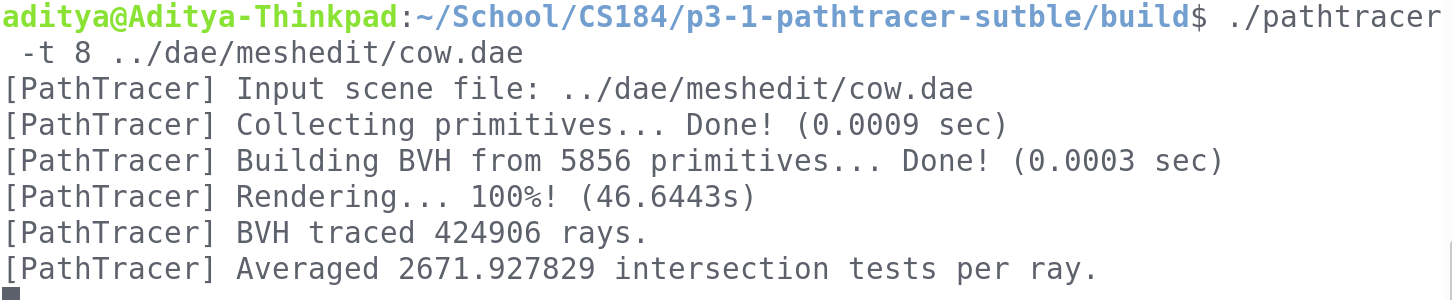 aditya@Aditya-Thinkpad:~/School/CS184/p3-1-pathtracer-sutble/build$ ./pathtracer
-t 8 ../dae/meshedit/cow.dae
[PathTracer] Input scene file: ../dae/meshedit/cow.dae
[PathTracer] Collecting primitives... Done! (0.0009 sec)
[PathTracer] Building BVH from 5856 primitives... Done! (0.0003 sec)
[PathTracer] Rendering... 100%! (46.6443s)
[PathTracer] BVH traced 424906 rays.
[PathTracer] Averaged 2671.927829 intersection tests per ray.